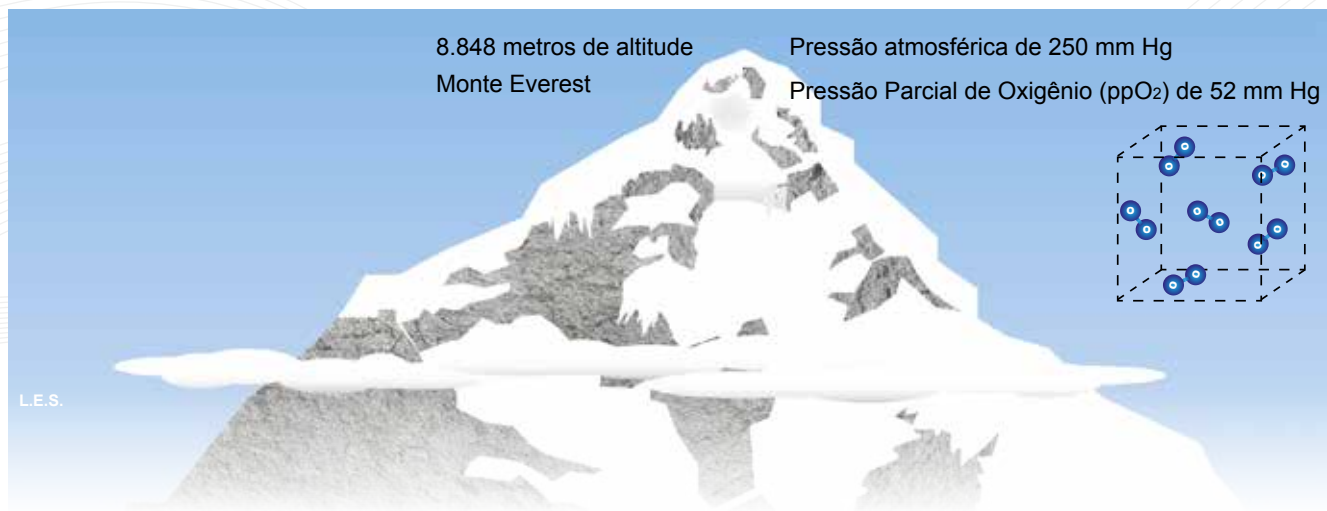 8.848 metros de altitude
Monte Everest
Pressão atmosférica de 250 mm Hg
Pressão Parcial de Oxigênio (ppO₂) de 52 mm Hg
O O
O O
O O
O O
O O
O O
O O
L.E.S.